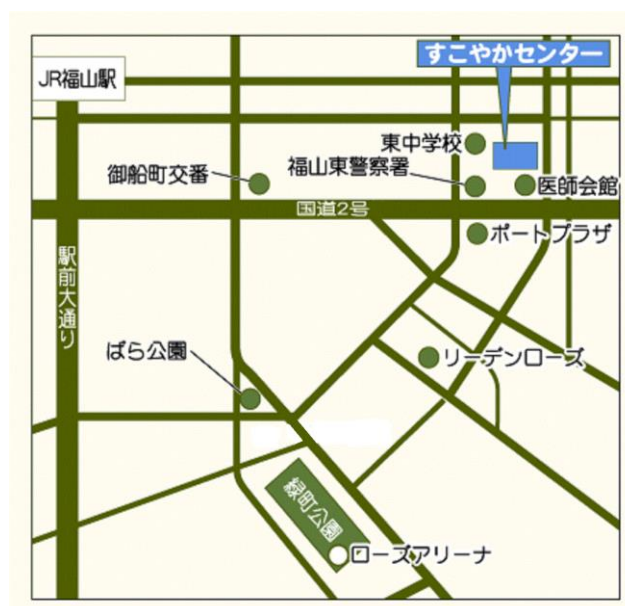 すこやかセンター
JR福山駅
東中学校
福山東警察署
御船町交番
医師会館
国道2号
ポートプラザ
駅前大通り
ばら公園
リーデンローズ
緑町公園
ローズアリーナ